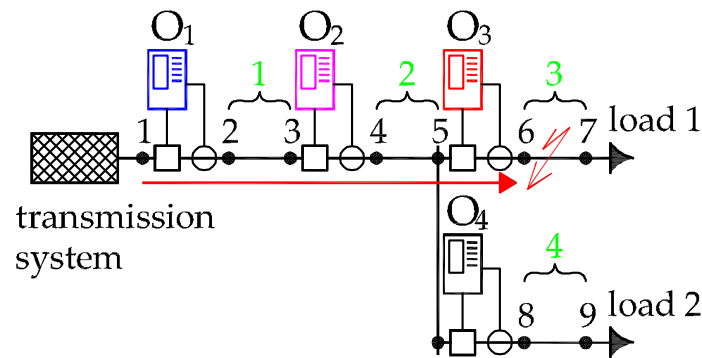 O1 O2 O3
1 2 3
1 2 3 4 5 6 7 load 1
transmission
system
O4
4
8 9 load 2